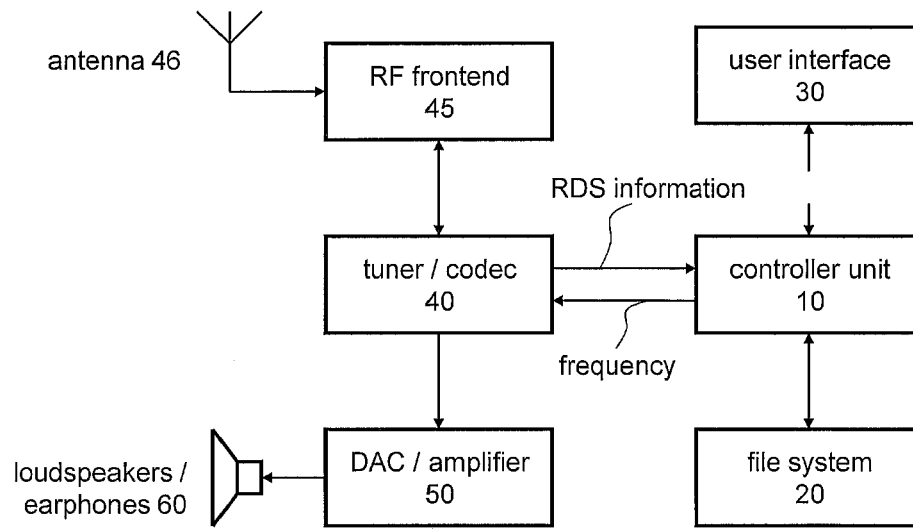 antenna 46
RF frontend
45
user interface
30
RDS information
tuner / codec
40
controller unit
10
frequency
loudspeakers /
earphones 60
DAC / amplifier
50
file system
20